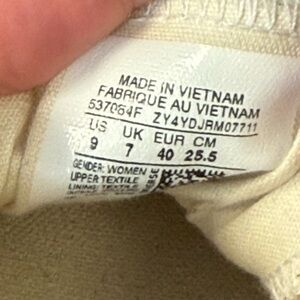 MADE IN VIETNAM
FABRIQUE AU VIETNAM
537084F ZY4YDJRM07711
US UK EUR CM
9 7 40 25.5
GENDER: WOMEN
UPPER TEXTILE
LINING TEXTILE